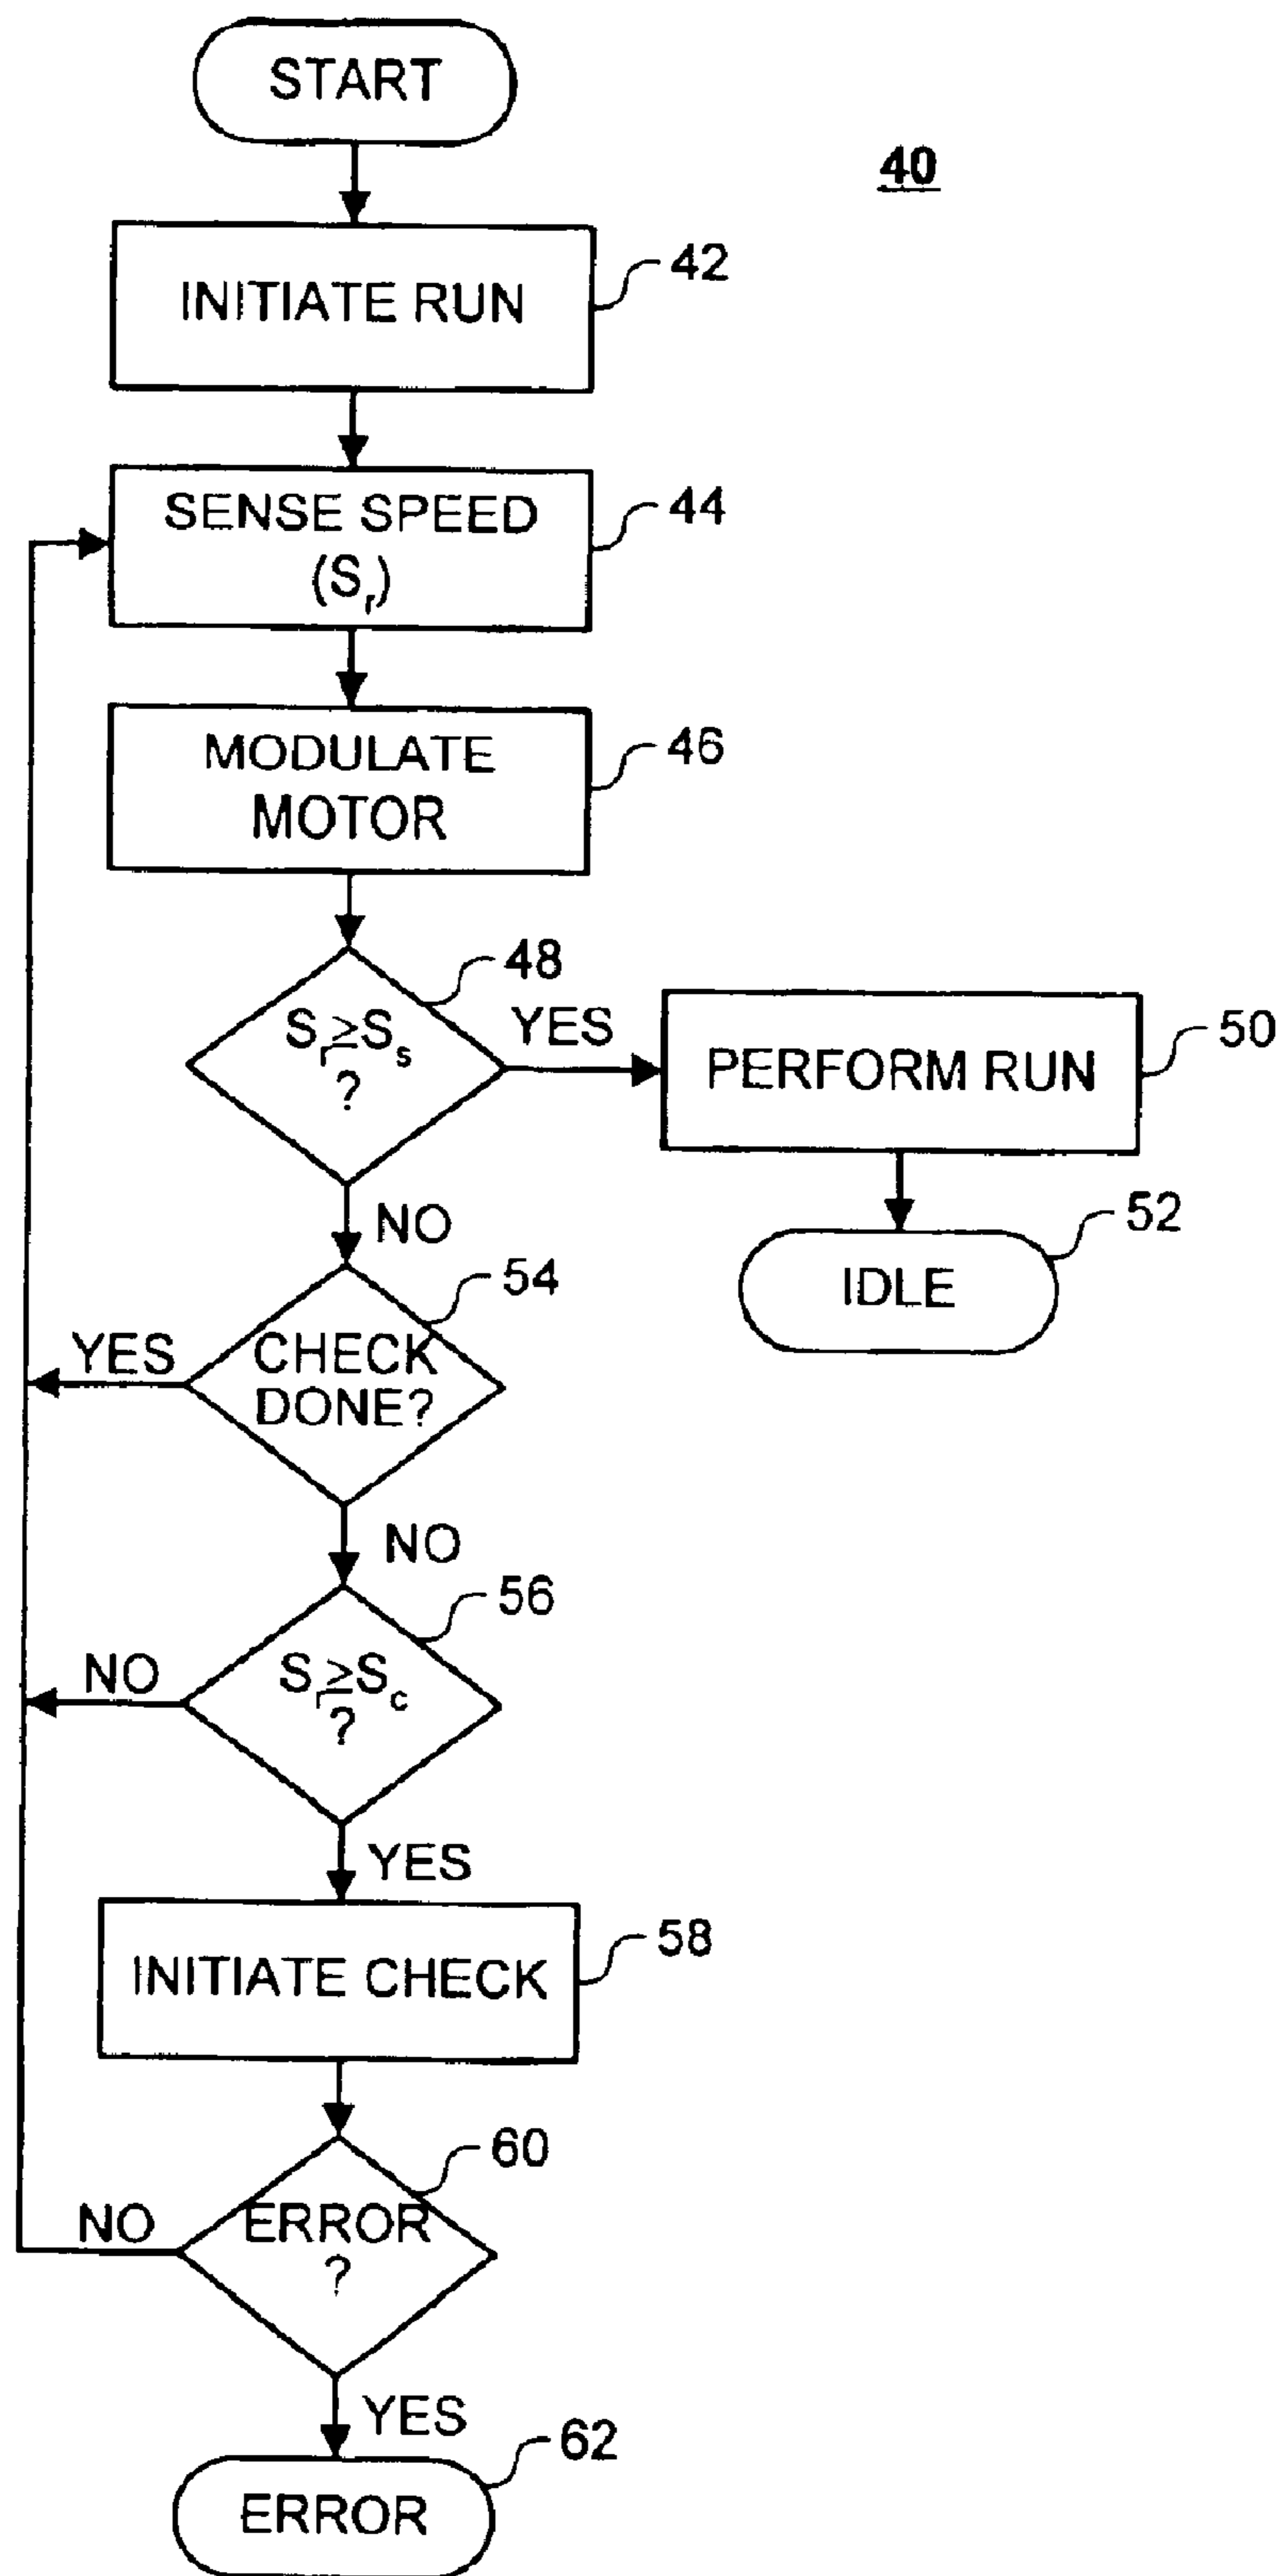 START
40
INITIATE RUN
42
SENSE SPEED
(Sr)
44
MODULATE
MOTOR
46
48
Sr≥Ss
?
YES
PERFORM RUN
50
NO
IDLE
52
54
CHECK
DONE?
YES
NO
56
Sr≥Sc
?
NO
YES
INITIATE CHECK
58
60
ERROR
?
NO
YES
ERROR
62